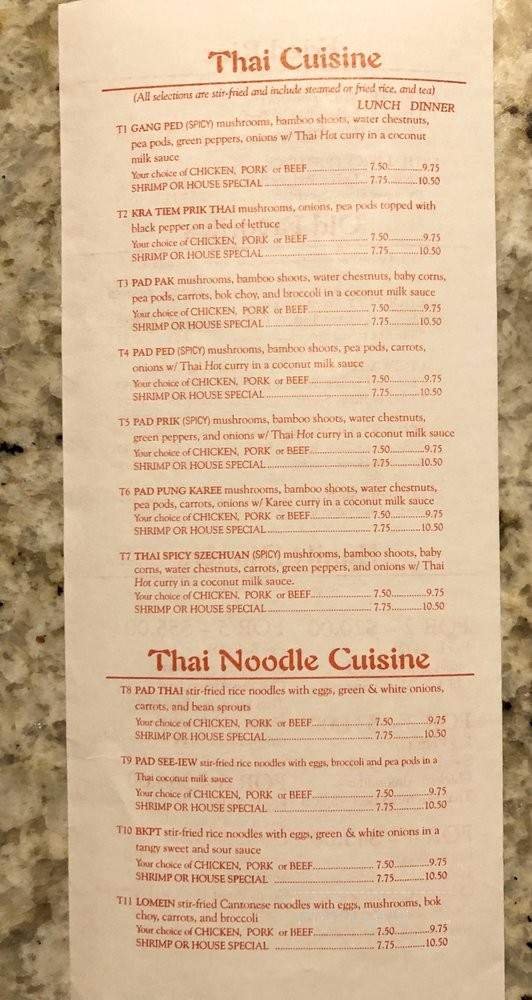 Thai Cuisine
(All selections are stir-fried and include steamed or fried rice, and tea)
LUNCH DINNER
T1 GANG PED (SPICY) mushrooms, bamboo shoots, water chestnuts,
pea pods, green peppers, onions w/ Thai Hot curry in a coconut
milk sauce
Your choice of CHICKEN, PORK or BEEF..............7.50..........9.75
SHRIMP OR HOUSE SPECIAL..............7.75..........10.50
T2 KRA TIEM PRIK THAI mushrooms, onions, pea pods topped with
black pepper on a bed of lettuce
Your choice of CHICKEN, PORK or BEEF..............7.50..........9.75
SHRIMP OR HOUSE SPECIAL..............7.75..........10.50
T3 PAD PAK mushrooms, bamboo shoots, water chestnuts, baby corns,
pea pods, carrots, bok choy, and broccoli in a coconut milk sauce
Your choice of CHICKEN, PORK or BEEF..............7.50..........9.75
SHRIMP OR HOUSE SPECIAL..............7.75..........10.50
T4 PAD PED (SPICY) mushrooms, bamboo shoots, pea pods, carrots,
onions w/ Thai Hot curry in a coconut milk sauce
Your choice of CHICKEN, PORK or BEEF..............7.50..........9.75
SHRIMP OR HOUSE SPECIAL..............7.75..........10.50
T5 PAD PRIK (SPICY) mushrooms, bamboo shoots, water chestnuts,
green peppers, and onions w/ Thai Hot curry in a coconut milk sauce
Your choice of CHICKEN, PORK or BEEF..............7.50..........9.75
SHRIMP OR HOUSE SPECIAL..............7.75..........10.50
T6 PAD PUNG KAREE mushrooms, bamboo shoots, water chestnuts,
pea pods, carrots, onions w/ Karee curry in a coconut milk sauce
Your choice of CHICKEN, PORK or BEEF..............7.50..........9.75
SHRIMP OR HOUSE SPECIAL..............7.75..........10.50
T7 THAI SPICY SZECHUAN (SPICY) mushrooms, bamboo shoots, baby
corns, water chestnuts, carrots, green peppers, and onions w/ Thai
Hot curry in a coconut milk sauce.
Your choice of CHICKEN, PORK or BEEF..............7.50..........9.75
SHRIMP OR HOUSE SPECIAL..............7.75..........10.50
Thai Noodle Cuisine
T8 PAD THAI stir-fried rice noodles with eggs, green & white onions,
carrots, and bean sprouts
Your choice of CHICKEN, PORK or BEEF..............7.50..........9.75
SHRIMP OR HOUSE SPECIAL..............7.75..........10.50
T9 PAD SEE-IEW stir-fried rice noodles with eggs, broccoli and pea pods in a
Thai coconut milk sauce
Your choice of CHICKEN, PORK or BEEF..............7.50..........9.75
SHRIMP OR HOUSE SPECIAL ..............7.75..........10.50
T10 BKPT stir-fried rice noodles with eggs, green & white onions in a
tangy sweet and sour sauce
Your choice of CHICKEN, PORK or BEEF..............7.50..........9.75
SHRIMP OR HOUSE SPECIAL ..............7.75..........10.50
T11 LOMEIN stir-fried Cantonese noodles with eggs, mushrooms, bok
choy, carrots, and broccoli
Your choice of CHICKEN, PORK or BEEF..............7.50..........9.75
SHRIMP OR HOUSE SPECIAL ..............7.75..........10.50